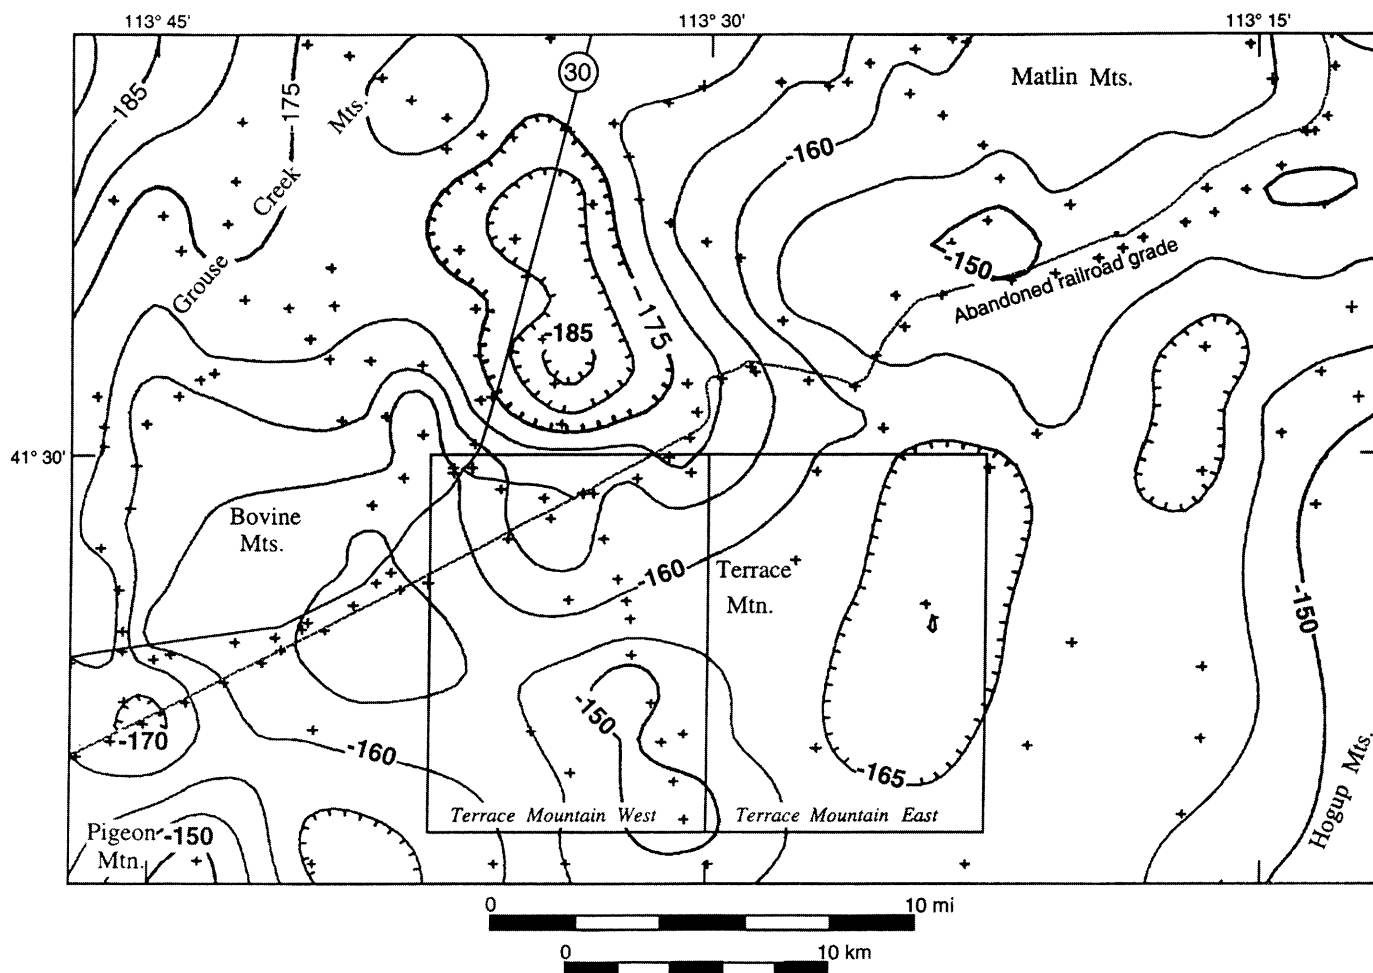 113° 45'
113° 30'
113° 15'
30
-185
-175
Mts.
Matlin Mts.
-160
Creek
Grouse
-150
Abandoned railroad grade
-175
-185
41° 30'
Bovine
Mts.
-160
Terrace
Mtn.
-150
-150
-170
-160
-165
Hogup Mts.
Pigeon
Mtn.
-150
Terrace Mountain West
Terrace Mountain East
0
10 mi
0
10 km